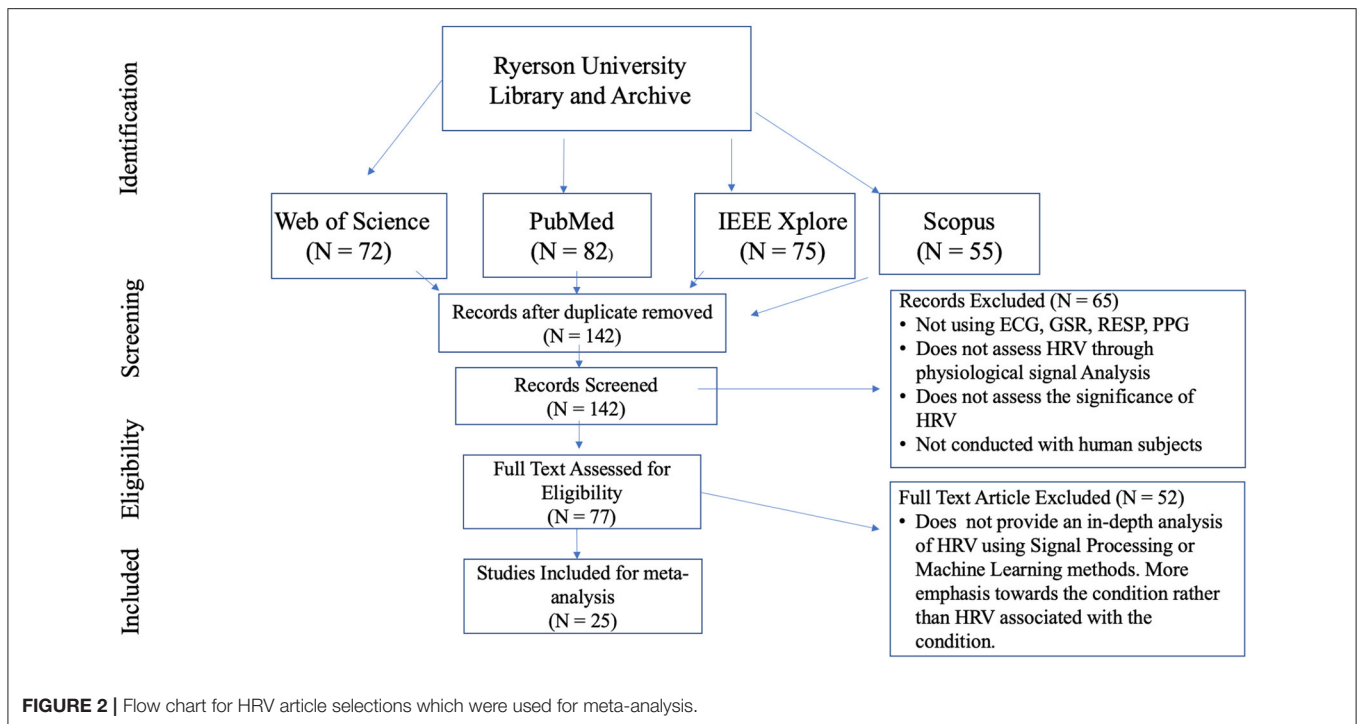 Identification
Ryerson University
Library and Archive
Web of Science
(N = 72)
PubMed
(N = 82)
IEEE Xplore
(N = 75)
Scopus
(N = 55)
Screening
Records after duplicate removed
(N = 142)
Records Screened
(N = 142)
Records Excluded (N = 65)
• Not using ECG, GSR, RESP, PPG
• Does not assess HRV through
physiological signal Analysis
• Does not assess the significance of
HRV
• Not conducted with human subjects
Eligibility
Full Text Assessed for
Eligibility
(N = 77)
Full Text Article Excluded (N = 52)
• Does not provide an in-depth analysis
of HRV using Signal Processing or
Machine Learning methods. More
emphasis towards the condition rather
than HRV associated with the
condition.
Included
Studies Included for meta-
analysis
(N = 25)
FIGURE 2 | Flow chart for HRV article selections which were used for meta-analysis.